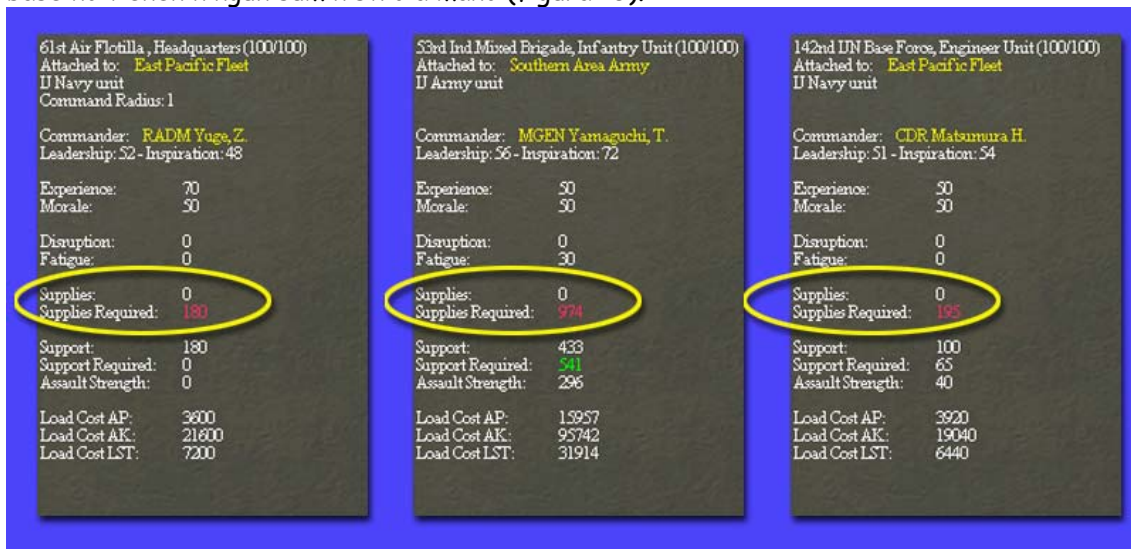 61st Air Flotilla , Headquarters (100/100)
Attached to: East Pacific Fleet
IJ Navy unit
Command Radius: 1
Commander: RADM Yuge, Z.
Leadership: 52 - Inspiration: 48
Experience: 70
Morale: 50
Disruption: 0
Fatigue: 0
Supplies: 0
Supplies Required: 180
Support: 180
Support Required: 0
Assault Strength: 0
Load Cost AP: 3600
Load Cost AK: 21600
Load Cost LST: 7200
53rd Ind.Mixed Brigade, Infantry Unit (100/100)
Attached to: Southern Area Army
IJ Army unit
Commander: MGEN Yamaguchi, T.
Leadership: 56 - Inspiration: 72
Experience: 50
Morale: 50
Disruption: 0
Fatigue: 30
Supplies: 0
Supplies Required: 974
Support: 433
Support Required: 541
Assault Strength: 296
Load Cost AP: 15957
Load Cost AK: 95742
Load Cost LST: 31914
142nd IJN Base Force, Engineer Unit (100/100)
Attached to: East Pacific Fleet
IJ Navy unit
Commander: CDR Matsumura H.
Leadership: 51 - Inspiration: 54
Experience: 50
Morale: 50
Disruption: 0
Fatigue: 0
Supplies: 0
Supplies Required: 195
Support: 100
Support Required: 65
Assault Strength: 40
Load Cost AP: 3920
Load Cost AK: 19040
Load Cost LST: 6440